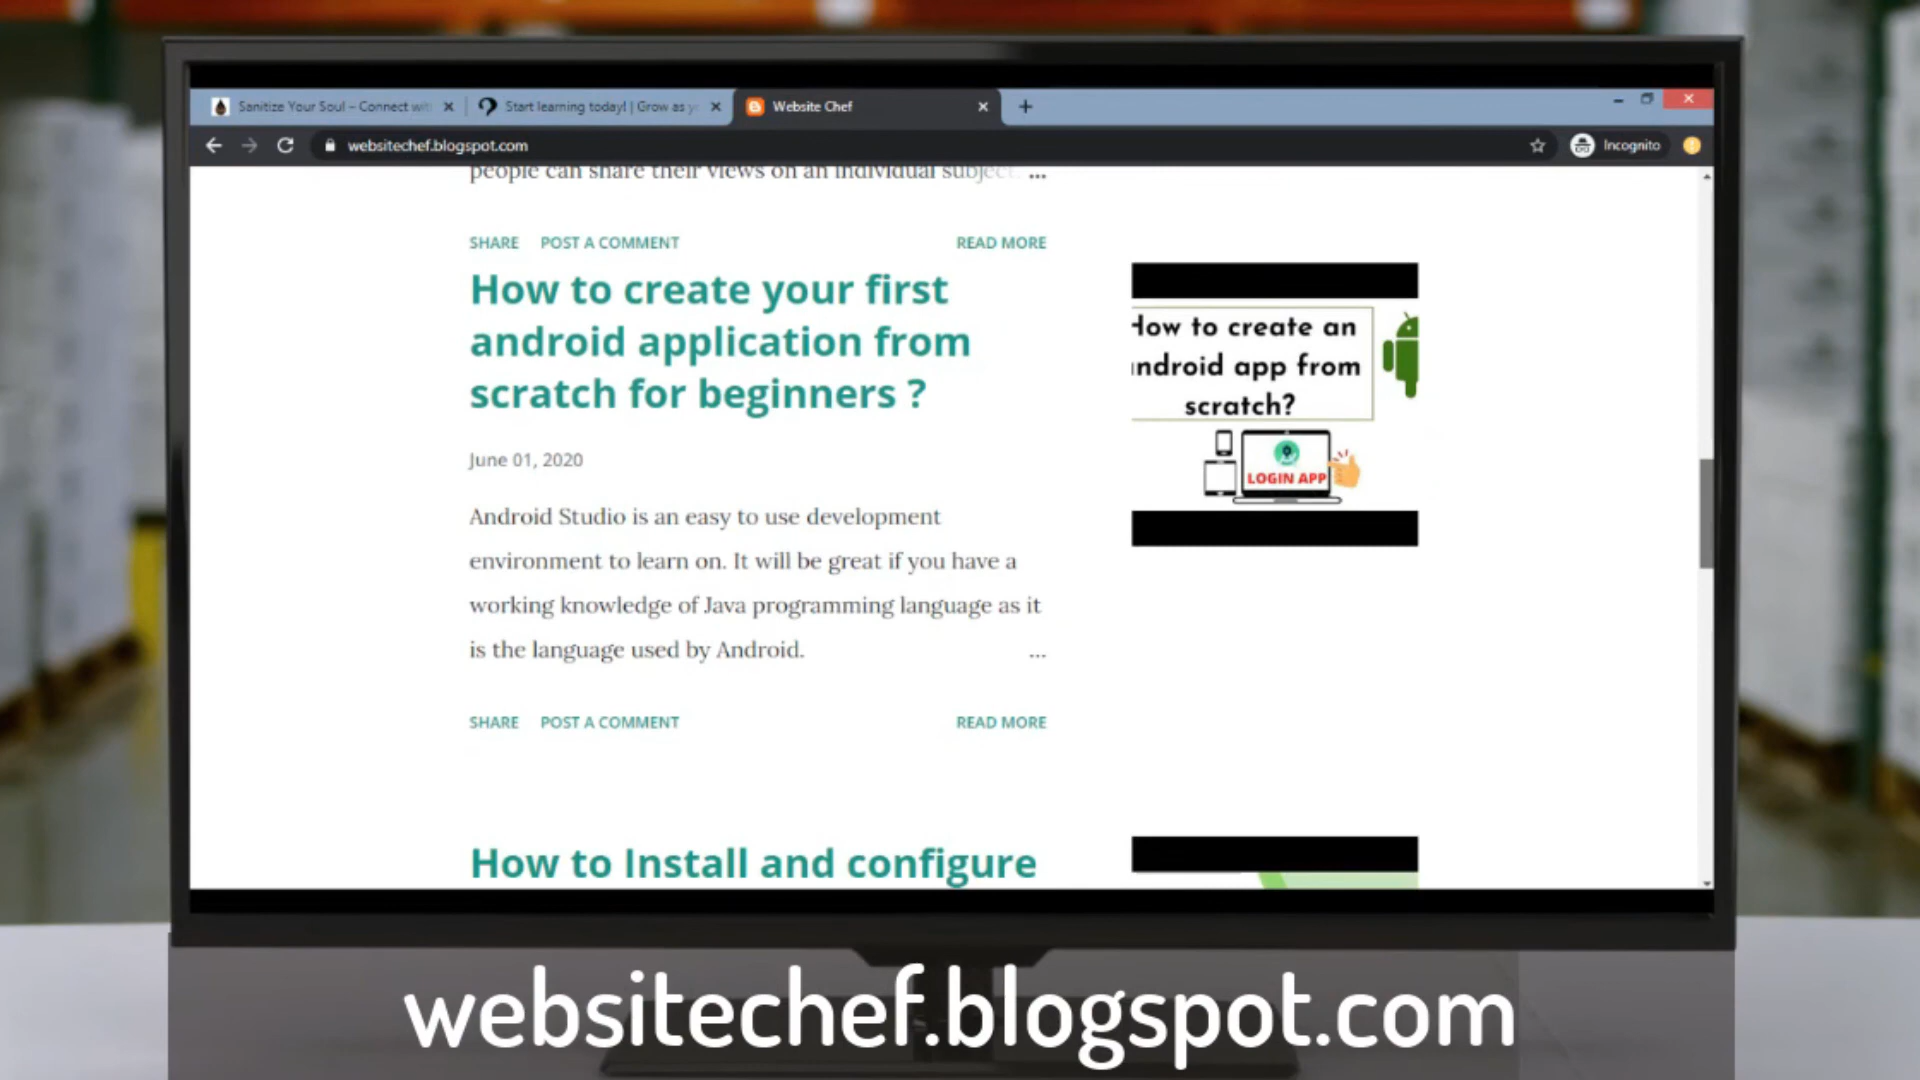 Sanitize Your Soul – Connect wit
Start learning today! | Grow as y
Website Chef
websitechef.blogspot.com
Incognito
people can share their views on an individual subject. ...
SHARE POST A COMMENT READ MORE
How to create your first
android application from
scratch for beginners ?
June 01, 2020
Android Studio is an easy to use development
environment to learn on. It will be great if you have a
working knowledge of Java programming language as it
is the language used by Android. ...
SHARE POST A COMMENT READ MORE
How to create an
ndroid app from
scratch?
LOGIN APP
How to Install and configure
websitechef.blogspot.com